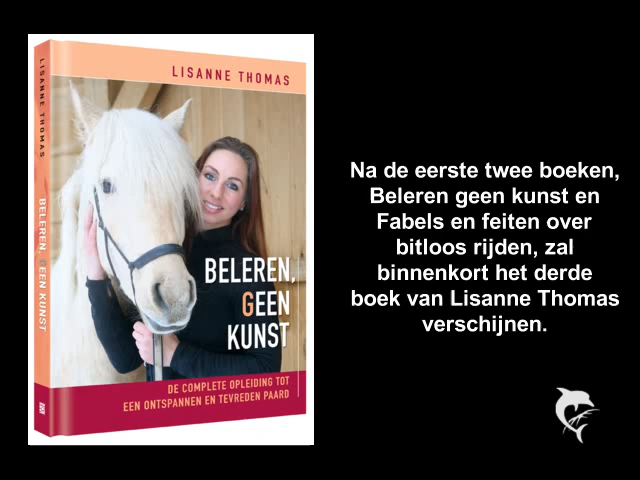 LISANNE THOMAS
BELEREN, GEEN KUNST
LISANNE THOMAS
BELEREN,
GEEN
KUNST
DE COMPLETE OPLEIDING TOT
EEN ONTSPANNEN EN TEVREDEN PAARD
Na de eerste twee boeken,
Beleren geen kunst en
Fabels en feiten over
bitloos rijden, zal
binnenkort het derde
boek van Lisanne Thomas
verschijnen.